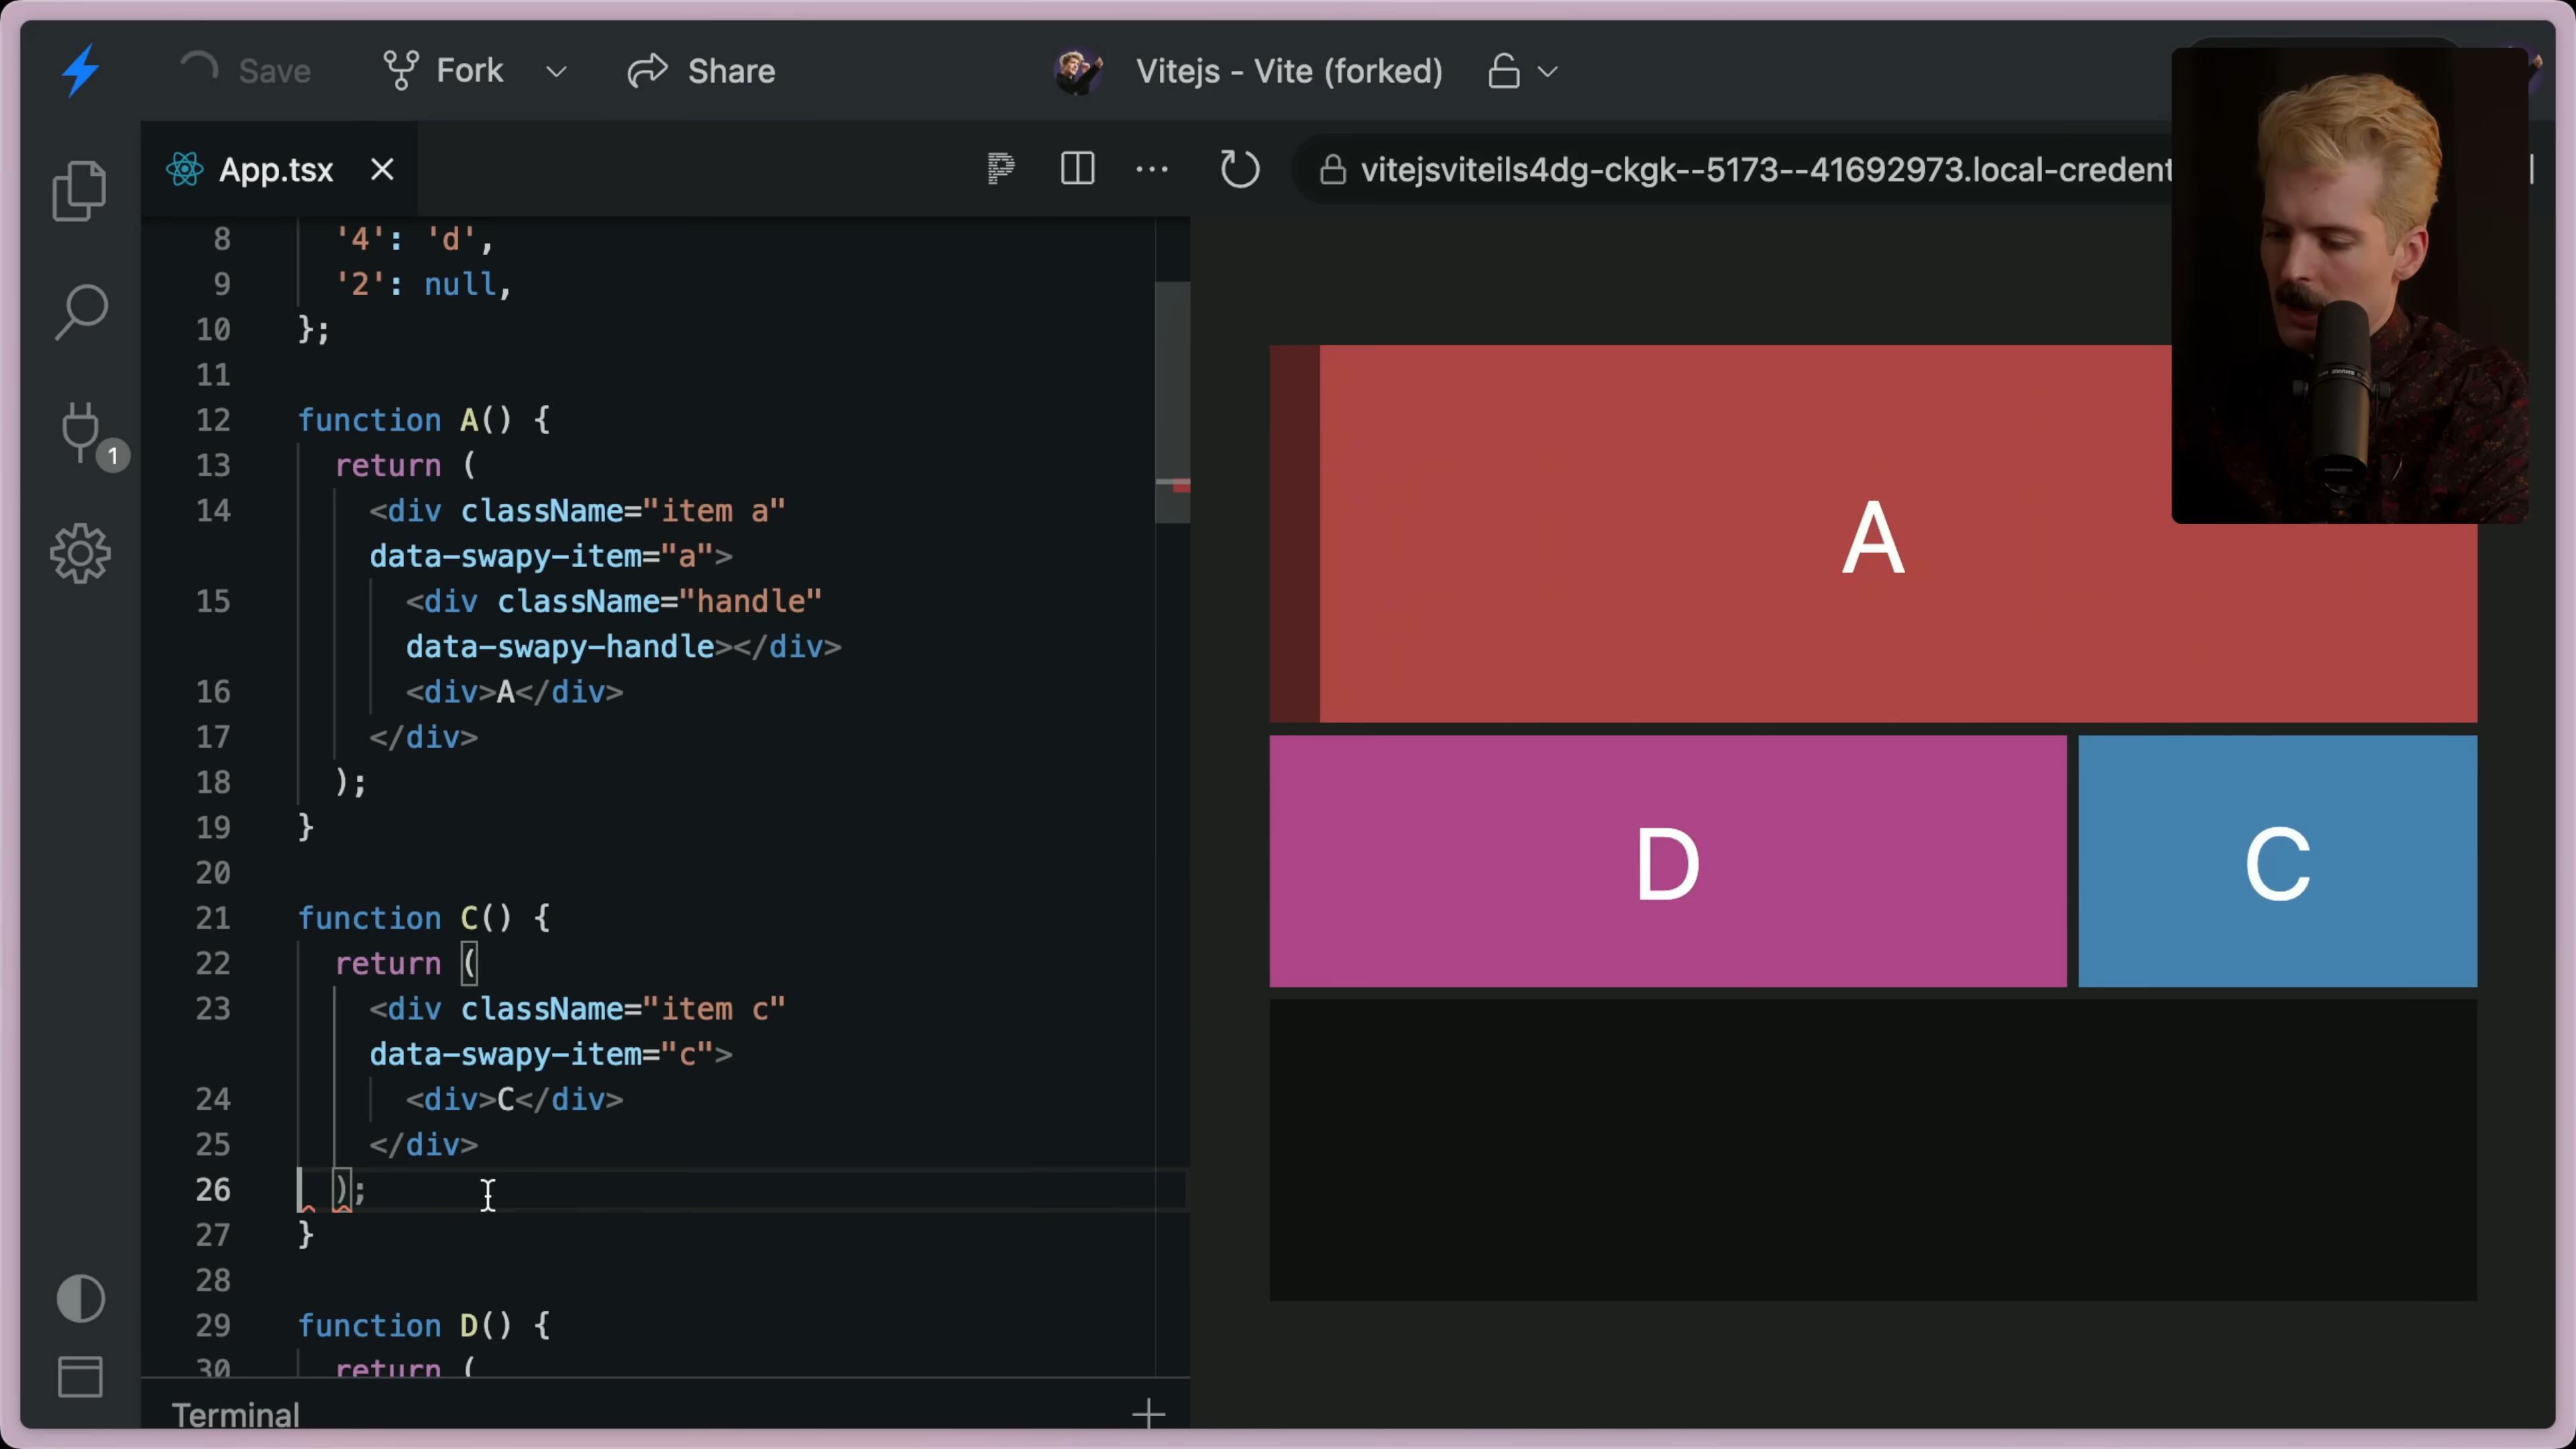 Save
Fork
Share
Vitejs - Vite (forked)
App.tsx
vitejsviteils4dg-ckgk--5173--41692973.local-credent
1
8 '4': 'd',
9 '2': null,
10 };
11
12 function A() {
13 return (
14 <div className="item a"
data-swapy-item="a">
15 <div className="handle"
data-swapy-handle></div>
16 <div>A</div>
17 </div>
18 );
19 }
20
21 function C() {
22 return (
23 <div className="item c"
data-swapy-item="c">
24 <div>C</div>
25 </div>
26 );
27 }
28
29 function D() {
30 return (
Terminal
A
D
C